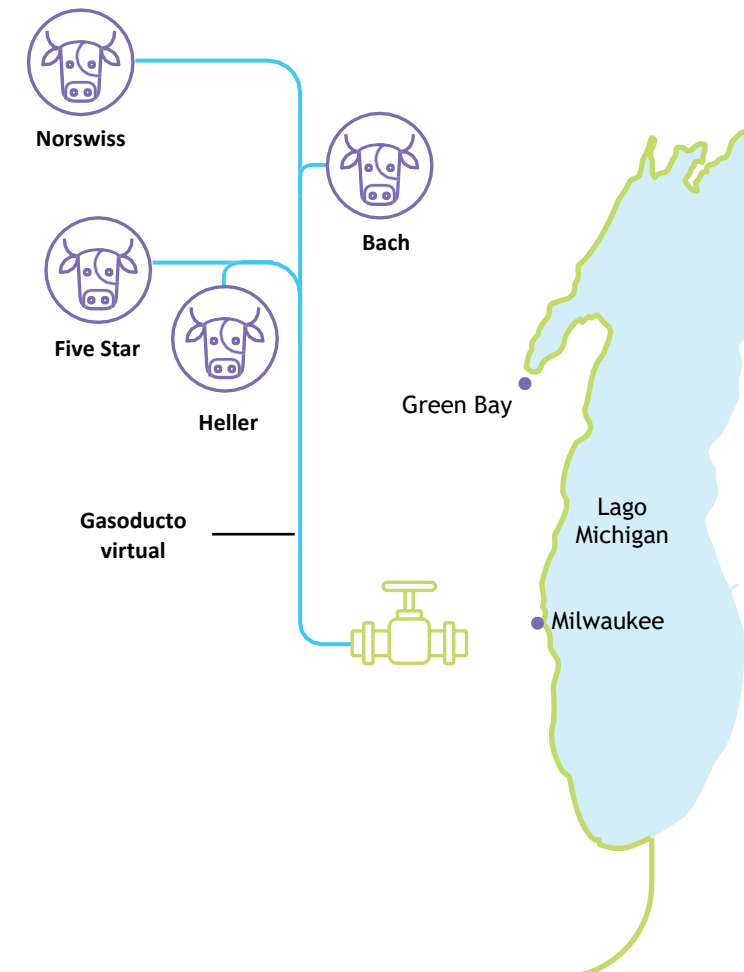 Norswiss
Bach
Five Star
Heller
Green Bay
Gasoducto
virtual
Lago
Michigan
Milwaukee